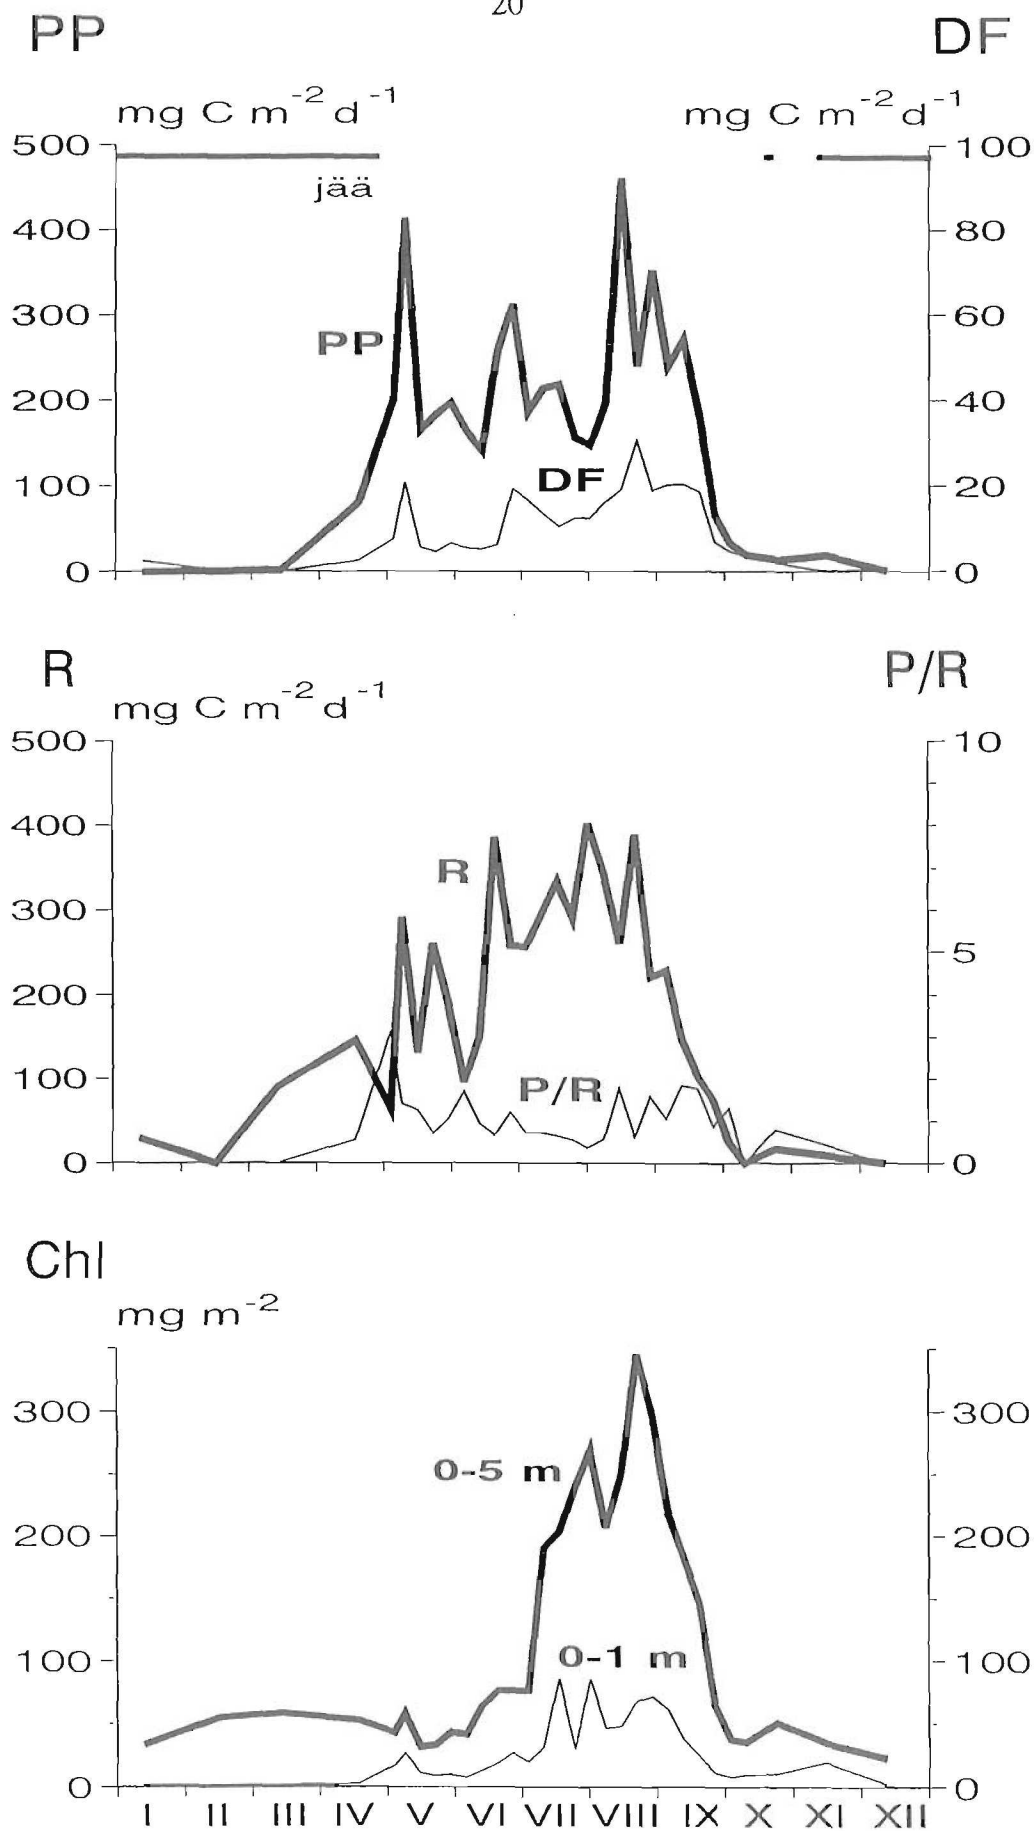 20
PP DF
mg C m-2 d-1 mg C m-2 d-1
500 100
jää
400 80
300 60
PP
200 40
DF
100 20
0 0
R P/R
mg C m-2 d-1
500 10
400
R
300
5
200
100
P/R
0 0
Chl
mg m-2
300 300
0-5 m
200 200
0-1 m
100 100
0 0
I II III IV V VI VII VIII IX X XI XII